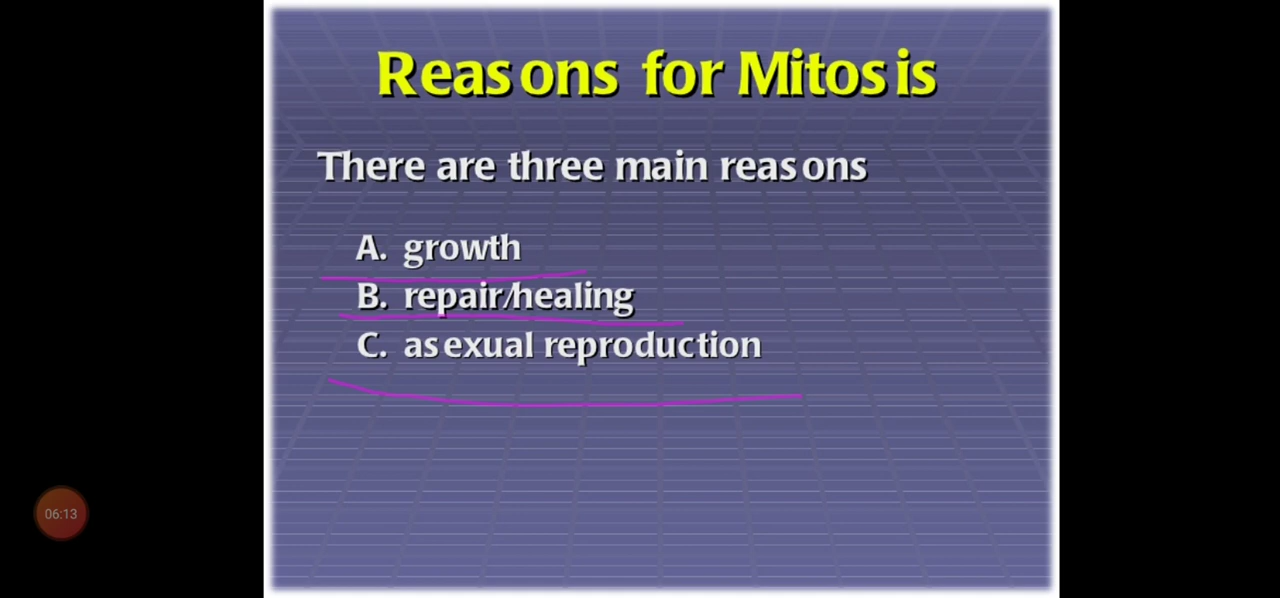 Reasons for Mitosis
There are three main reasons
A. growth
B. repair/healing
C. asexual reproduction
06:13